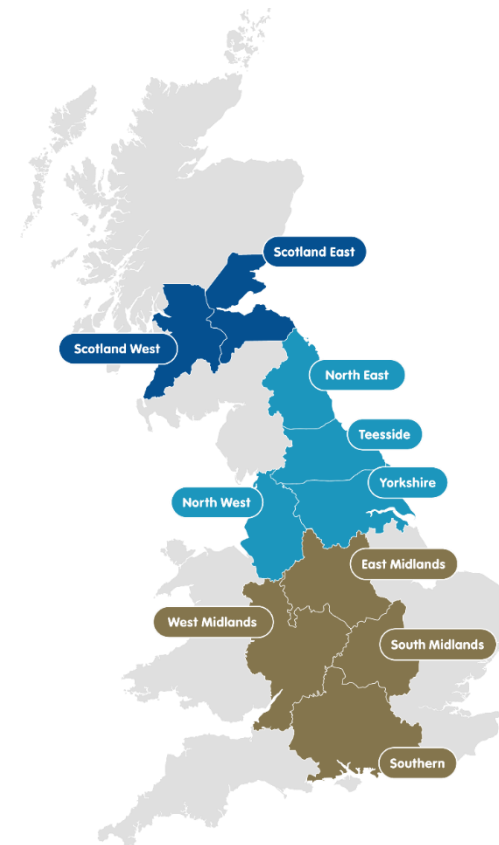 Scotland East
Scotland West
North East
Teesside
Yorkshire
North West
East Midlands
West Midlands
South Midlands
Southern